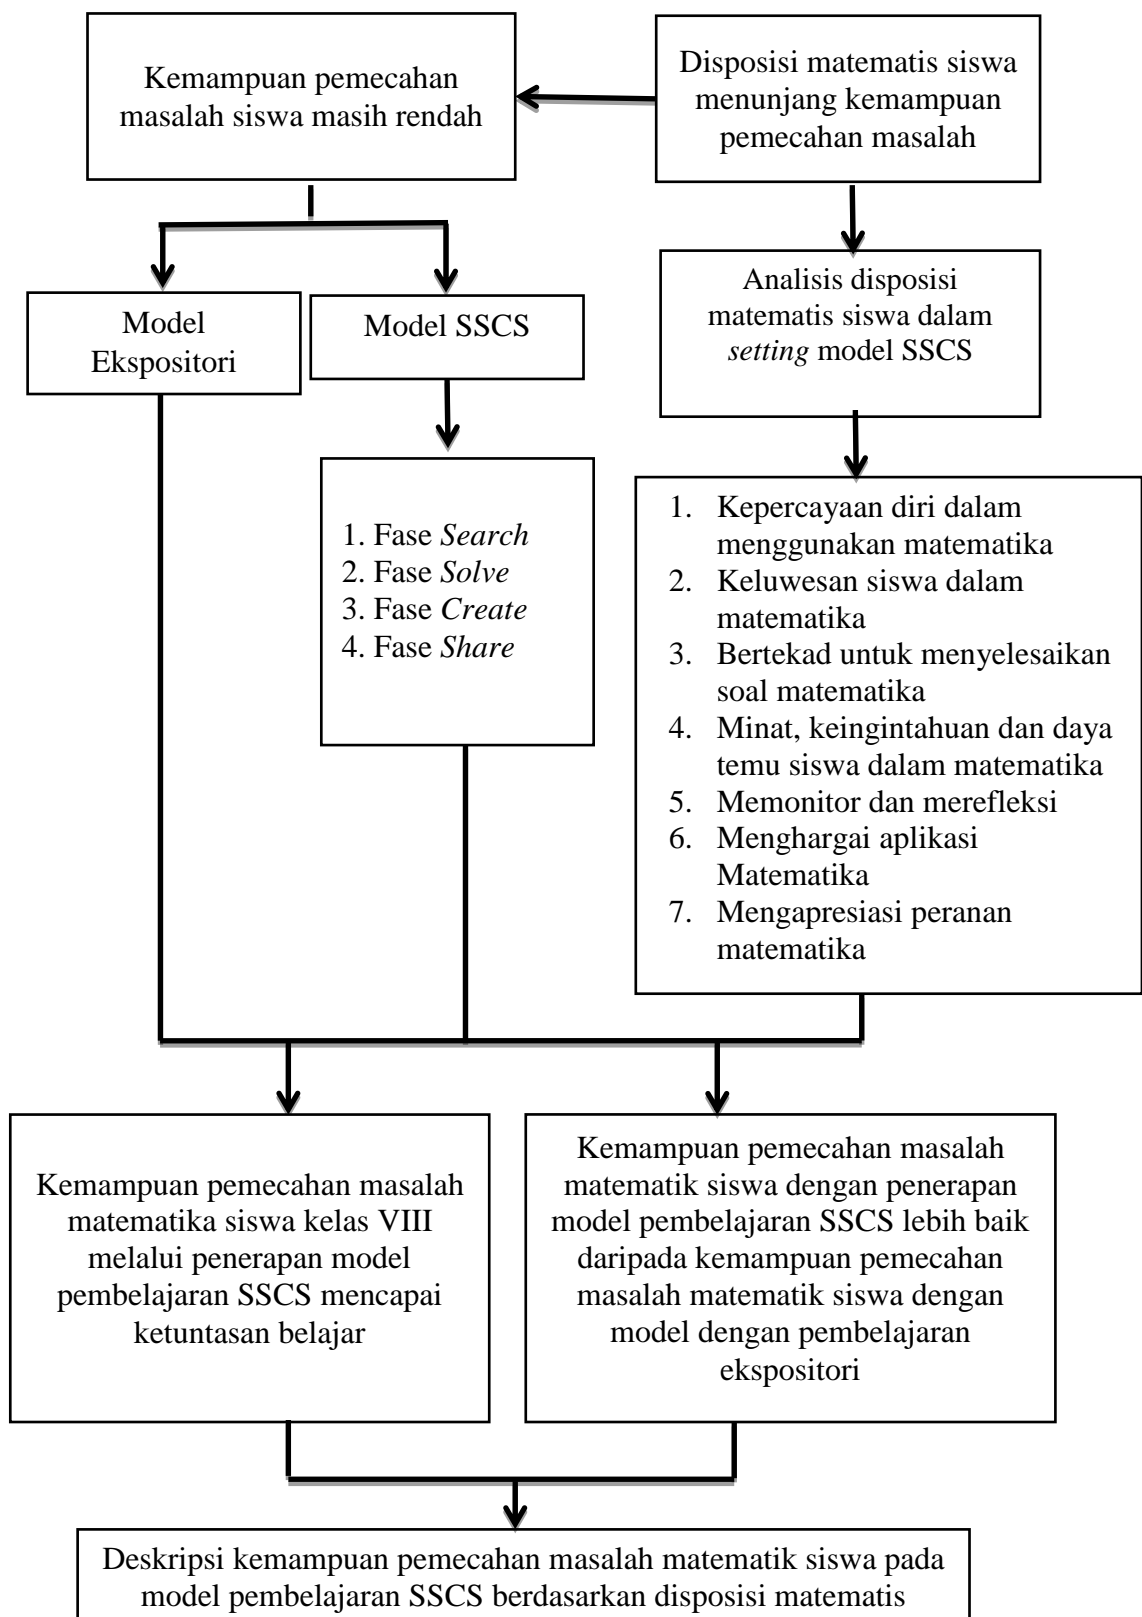 Kemampuan pemecahan
masalah siswa masih rendah
Disposisi matematis siswa
menunjang kemampuan
pemecahan masalah
Model
Ekspositori
Model SSCS
Analisis disposisi
matematis siswa dalam
setting model SSCS
1. Fase Search
2. Fase Solve
3. Fase Create
4. Fase Share
1. Kepercayaan diri dalam
menggunakan matematika
2. Keluwesan siswa dalam
matematika
3. Bertekad untuk menyelesaikan
soal matematika
4. Minat, keingintahuan dan daya
temu siswa dalam matematika
5. Memonitor dan merefleksi
6. Menghargai aplikasi
Matematika
7. Mengapresiasi peranan
matematika
Kemampuan pemecahan masalah
matematika siswa kelas VIII
melalui penerapan model
pembelajaran SSCS mencapai
ketuntasan belajar
Kemampuan pemecahan masalah
matematik siswa dengan penerapan
model pembelajaran SSCS lebih baik
daripada kemampuan pemecahan
masalah matematik siswa dengan
model dengan pembelajaran
ekspositori
Deskripsi kemampuan pemecahan masalah matematik siswa pada
model pembelajaran SSCS berdasarkan disposisi matematis